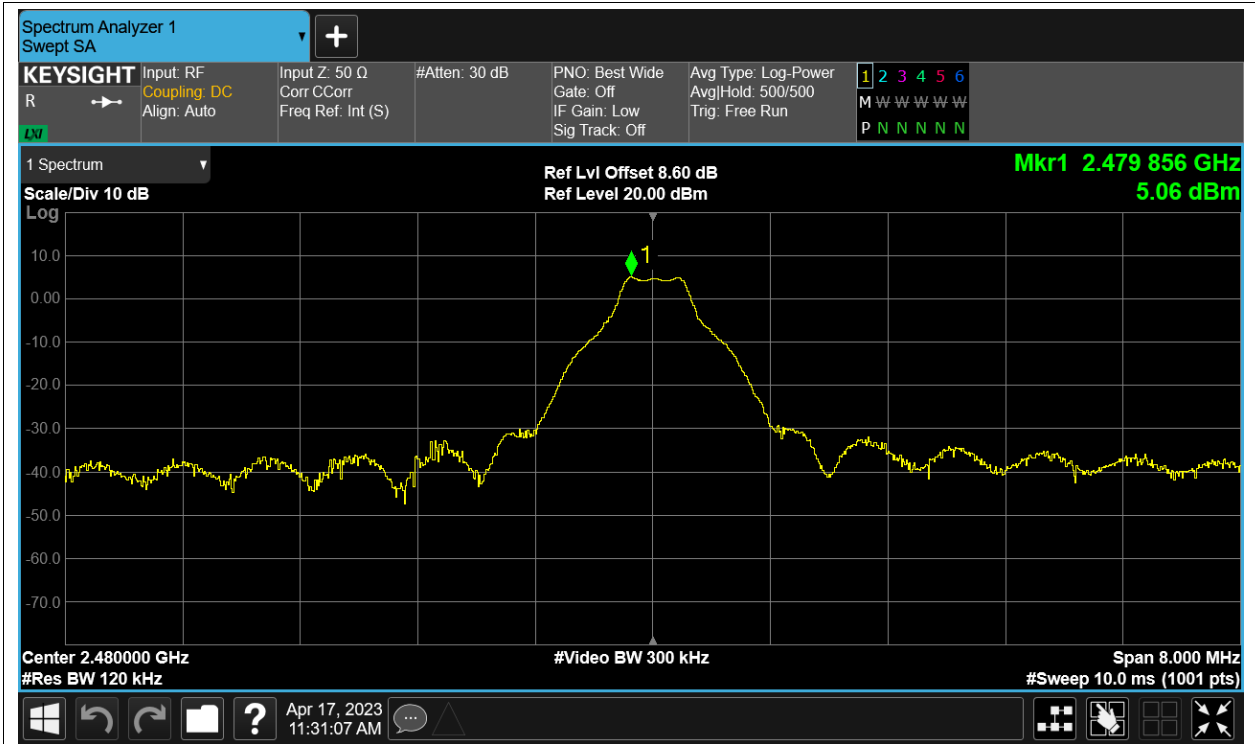 Spectrum Analyzer 1
Swept SA
+
KEYSIGHT
R
LXI
Input: RF
Coupling: DC
Align: Auto
Input Z: 50 Ω
Corr CCorr
Freq Ref: Int (S)
#Atten: 30 dB
PNO: Best Wide
Gate: Off
IF Gain: Low
Sig Track: Off
Avg Type: Log-Power
Avg|Hold: 500/500
Trig: Free Run
1 2 3 4 5 6
M W W W W W
P N N N N N
1 Spectrum
Scale/Div 10 dB
Ref Lvl Offset 8.60 dB
Ref Level 20.00 dBm
Mkr1 2.479 856 GHz
5.06 dBm
Log
1
10.0
0.00
-10.0
-20.0
-30.0
-40.0
-50.0
-60.0
-70.0
Center 2.480000 GHz
#Video BW 300 kHz
Span 8.000 MHz
#Res BW 120 kHz
#Sweep 10.0 ms (1001 pts)
?
Apr 17, 2023
11:31:07 AM